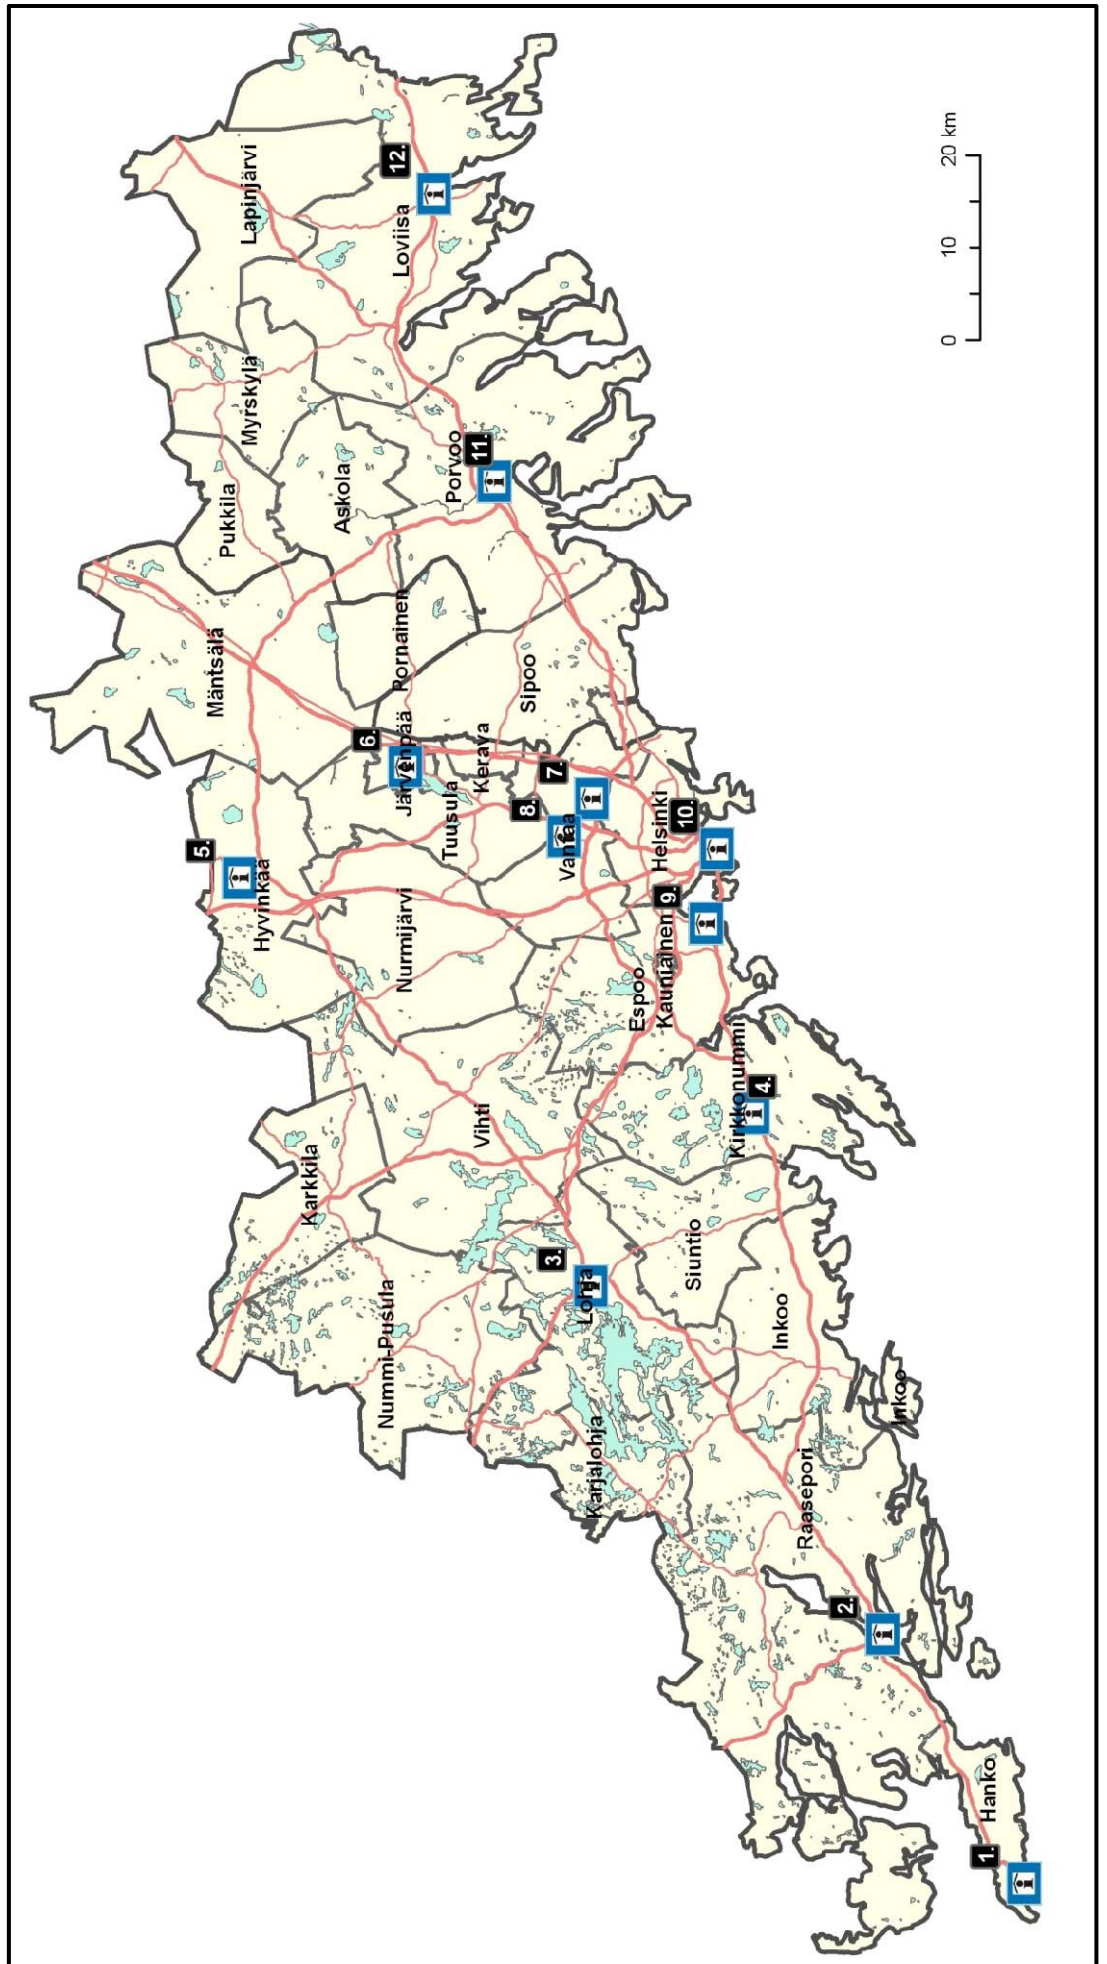 Lapinjärvi
12.
Loviisa
Myrskylä
Pukkila
Askola
Porvoo
11.
Mäntsälä
Pornainen
Sipoo
6.
Järvenpää
Kerava
Tuusula
7.
8.
5.
Hyvinkää
Nurmijärvi
Vantaa
Helsinki
10.
9.
Espoo
Kauniainen
Kirkkonummi
4.
Vihti
Karkkila
Nummi-Pusula
3.
Lohja
Siuntio
Inkoo
Inkoo
Karjalohja
Raasepori
2.
Hanko
1.
i
i
i
i
i
i
i
i
i
i
i
i
0 10 20 km